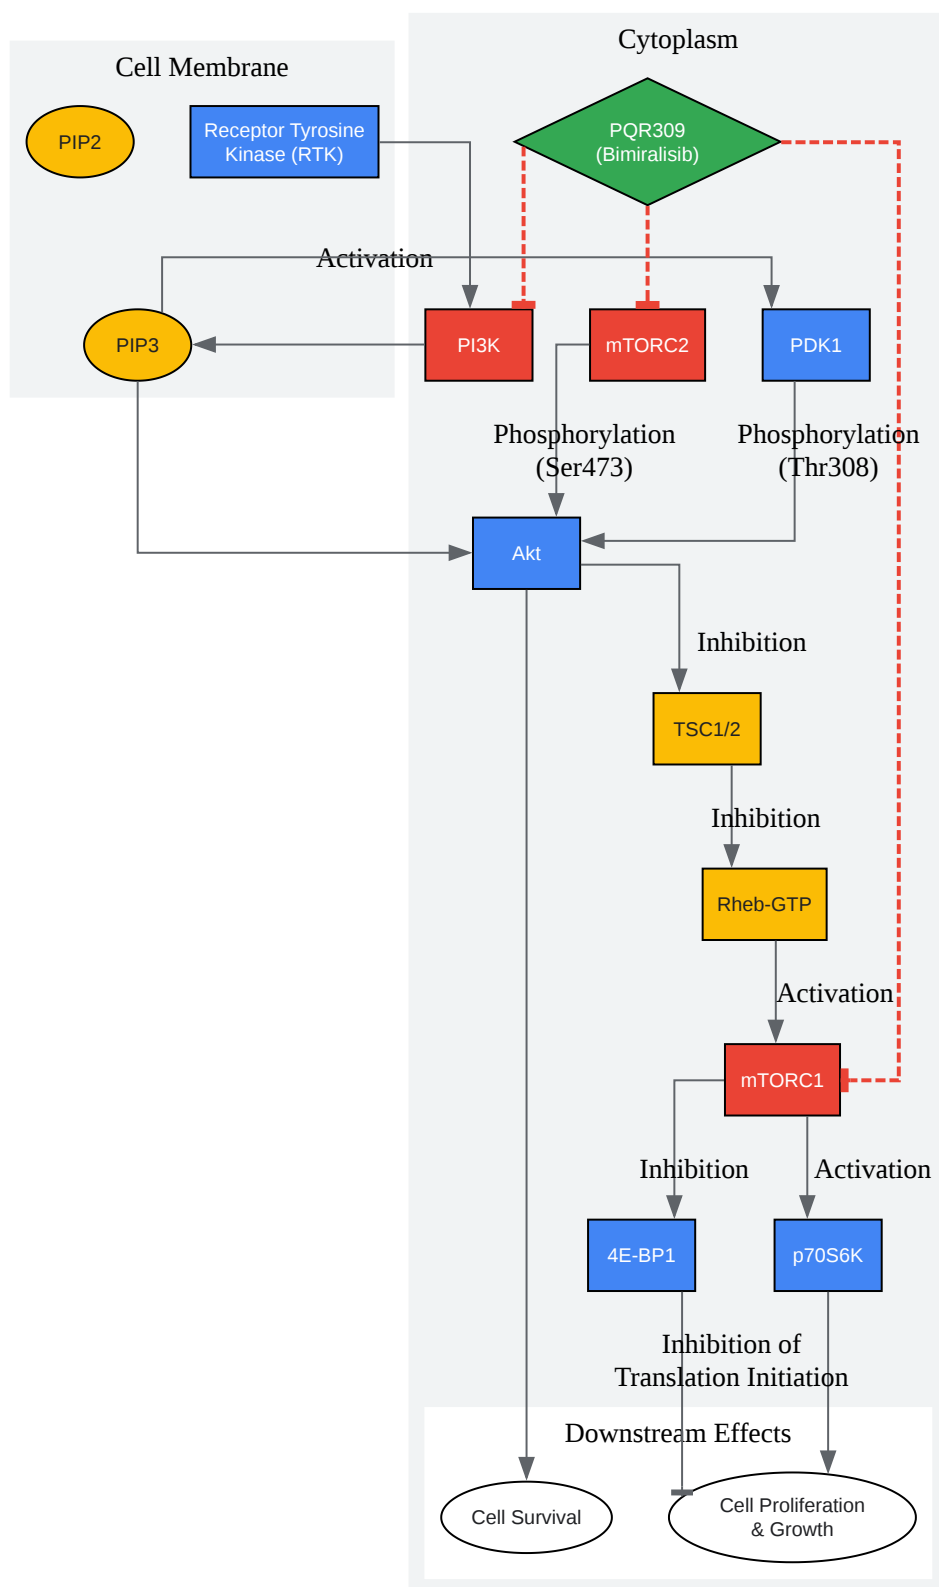 Cytoplasm
Cell Membrane
PIP2
Receptor Tyrosine
Kinase (RTK)
PQR309
(Bimiralisib)
Activation
PIP3
PI3K
mTORC2
PDK1
Phosphorylation
(Ser473)
Phosphorylation
(Thr308)
Akt
Inhibition
TSC1/2
Inhibition
Rheb-GTP
Activation
mTORC1
Inhibition
Activation
4E-BP1
p70S6K
Inhibition of
Translation Initiation
Downstream Effects
Cell Survival
Cell Proliferation
& Growth